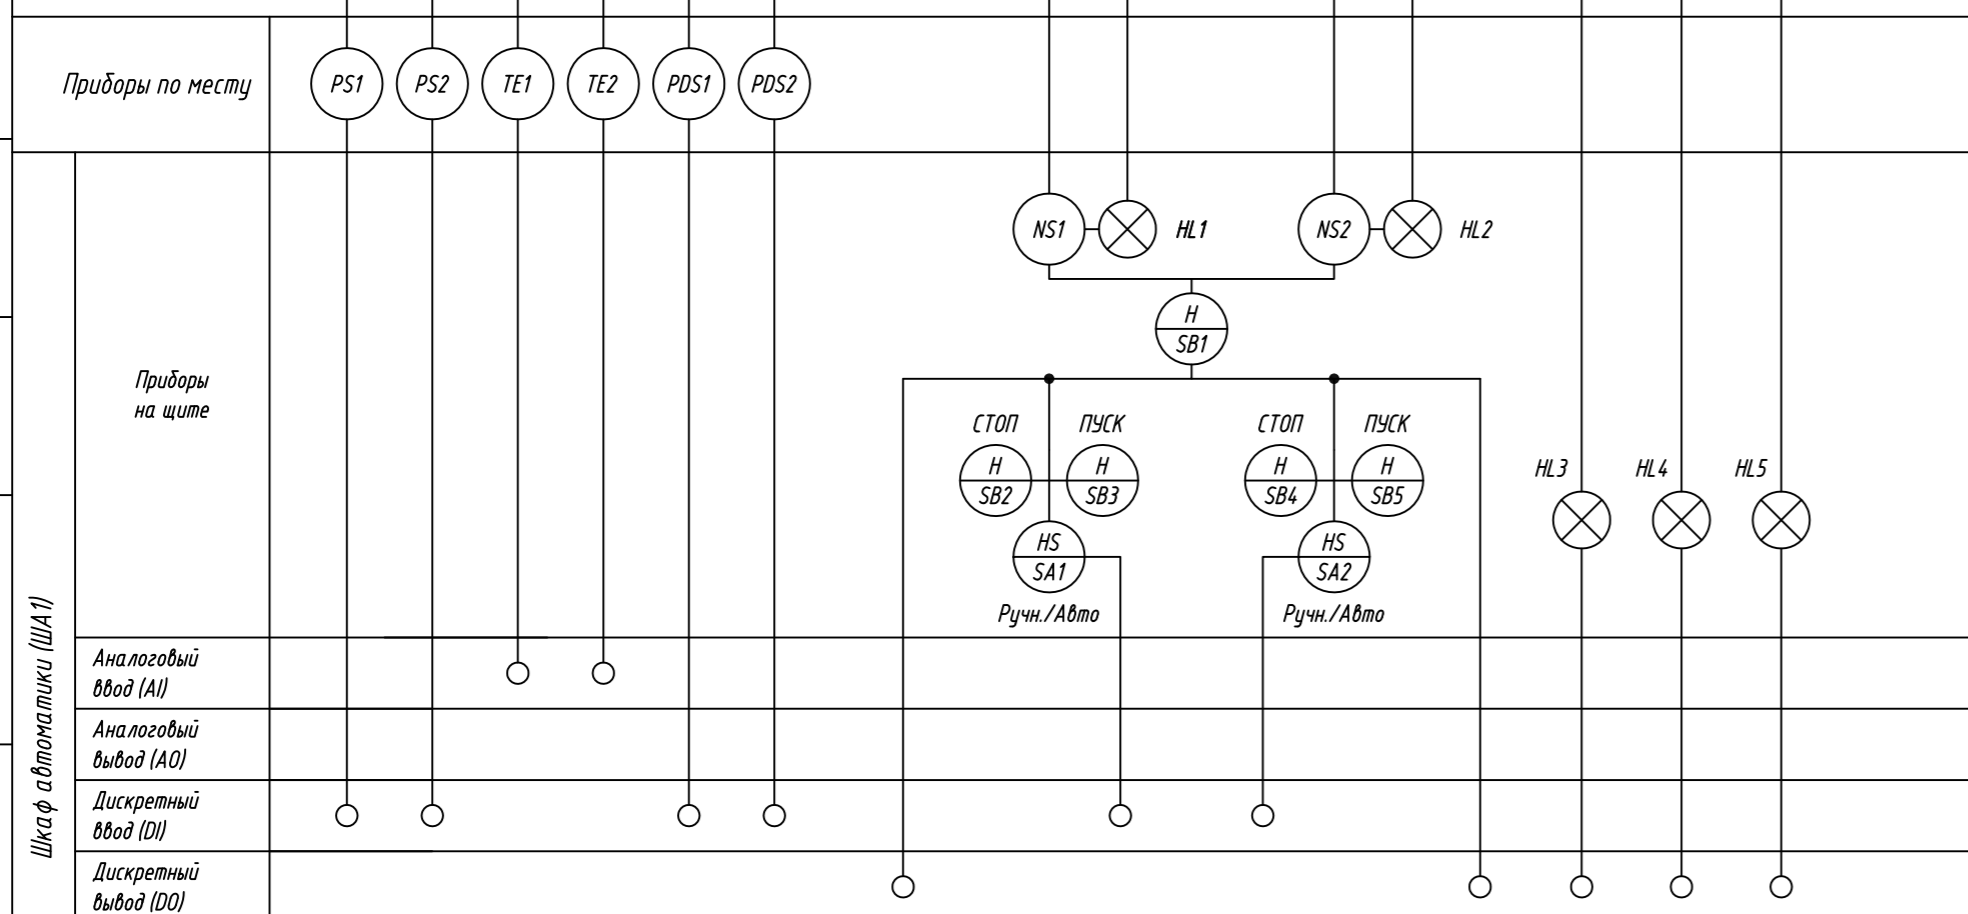 Приборы по месту
PS1 PS2 TE1 TE2 PDS1 PDS2
NS1 HL1 NS2 HL2
H
SB1
Приборы
на щите
СТОП ПУСК СТОП ПУСК
H H H H
SB2 SB3 SB4 SB5
HL3 HL4 HL5
HS HS
SA1 SA2
Ручн./Авто Ручн./Авто
Шкаф автоматики (ША1)
Аналоговый
ввод (AI)
Аналоговый
вывод (AO)
Дискретный
ввод (DI)
Дискретный
вывод (DO)